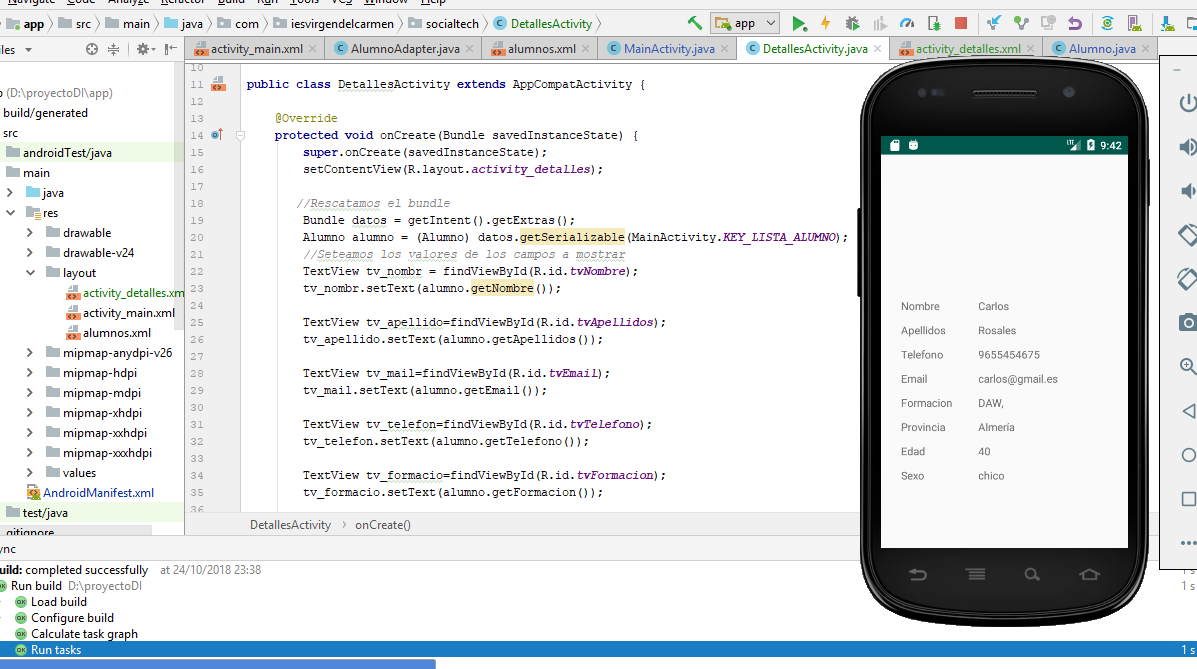 Navigate Code Analyze Refactor Build Run Tools VCS Window Help
app src main java com iesvirgendelcarmen socialtech DetallesActivity app
activity_main.xml AlumnoAdapter.java alumnos.xml MainActivity.java DetallesActivity.java activity_detalles.xml Alumno.java
(D:\proyectoDI\app)
build/generated
src
androidTest/java
main
java
res
drawable
drawable-v24
layout
activity_detalles.xm
activity_main.xml
alumnos.xml
mipmap-anydpi-v26
mipmap-hdpi
mipmap-mdpi
mipmap-xhdpi
mipmap-xxhdpi
mipmap-xxxhdpi
values
AndroidManifest.xml
test/java
.gitignore
10
11 public class DetallesActivity extends AppCompatActivity {
12
13 @Override
14 protected void onCreate(Bundle savedInstanceState) {
15 super.onCreate(savedInstanceState);
16 setContentView(R.layout.activity_detalles);
17
18 //Rescatamos el bundle
19 Bundle datos = getIntent().getExtras();
20 Alumno alumno = (Alumno) datos.getSerializable(MainActivity.KEY_LISTA_ALUMNO);
21 //Seteamos los valores de los campos a mostrar
22 TextView tv_nombr = findViewById(R.id.tvNombre);
23 tv_nombr.setText(alumno.getNombre());
24
25 TextView tv_apellido=findViewById(R.id.tvApellidos);
26 tv_apellido.setText(alumno.getApellidos());
27
28 TextView tv_mail=findViewById(R.id.tvEmail);
29 tv_mail.setText(alumno.getEmail());
30
31 TextView tv_telefon=findViewById(R.id.tvTelefono);
32 tv_telefon.setText(alumno.getTelefono());
33
34 TextView tv_formacio=findViewById(R.id.tvFormacion);
35 tv_formacio.setText(alumno.getFormacion());
36
DetallesActivity onCreate()
LTE 9:42
Nombre Carlos
Apellidos Rosales
Telefono 9655454675
Email carlos@gmail.es
Formacion DAW,
Provincia Almería
Edad 40
Sexo chico
ync
uild: completed successfully at 24/10/2018 23:38 1 s
Run build D:\proyectoDI 1 s
Load build
Configure build
Calculate task graph
Run tasks 1 s